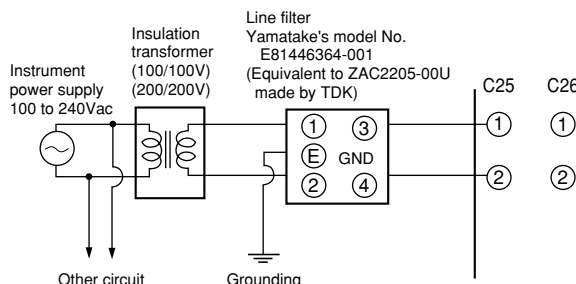 Instrument
power supply
100 to 240Vac
Insulation
transformer
(100/100V)
(200/200V)
Line filter
Yamatake's model No.
E81446364-001
(Equivalent to ZAC2205-00U
made by TDK)
C25 C26
1 3
E GND
2 4
1 1
2 2
Other circuit
Grounding